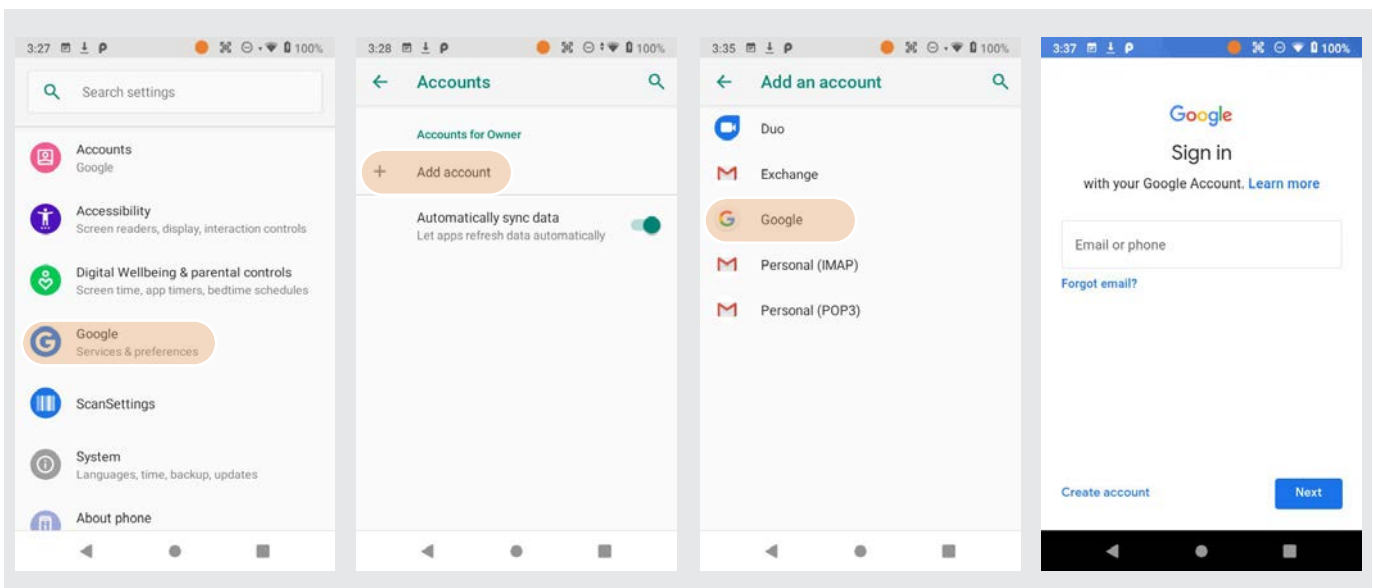 3:27
100%
Search settings
Accounts
Google
Accessibility
Screen readers, display, interaction controls
Digital Wellbeing & parental controls
Screen time, app timers, bedtime schedules
Google
Services & preferences
ScanSettings
System
Languages, time, backup, updates
About phone
3:28
100%
Accounts
Accounts for Owner
Add account
Automatically sync data
Let apps refresh data automatically
3:35
100%
Add an account
Duo
Exchange
Google
Personal (IMAP)
Personal (POP3)
3:37
100%
Google
Sign in
with your Google Account. Learn more
Email or phone
Forgot email?
Create account
Next